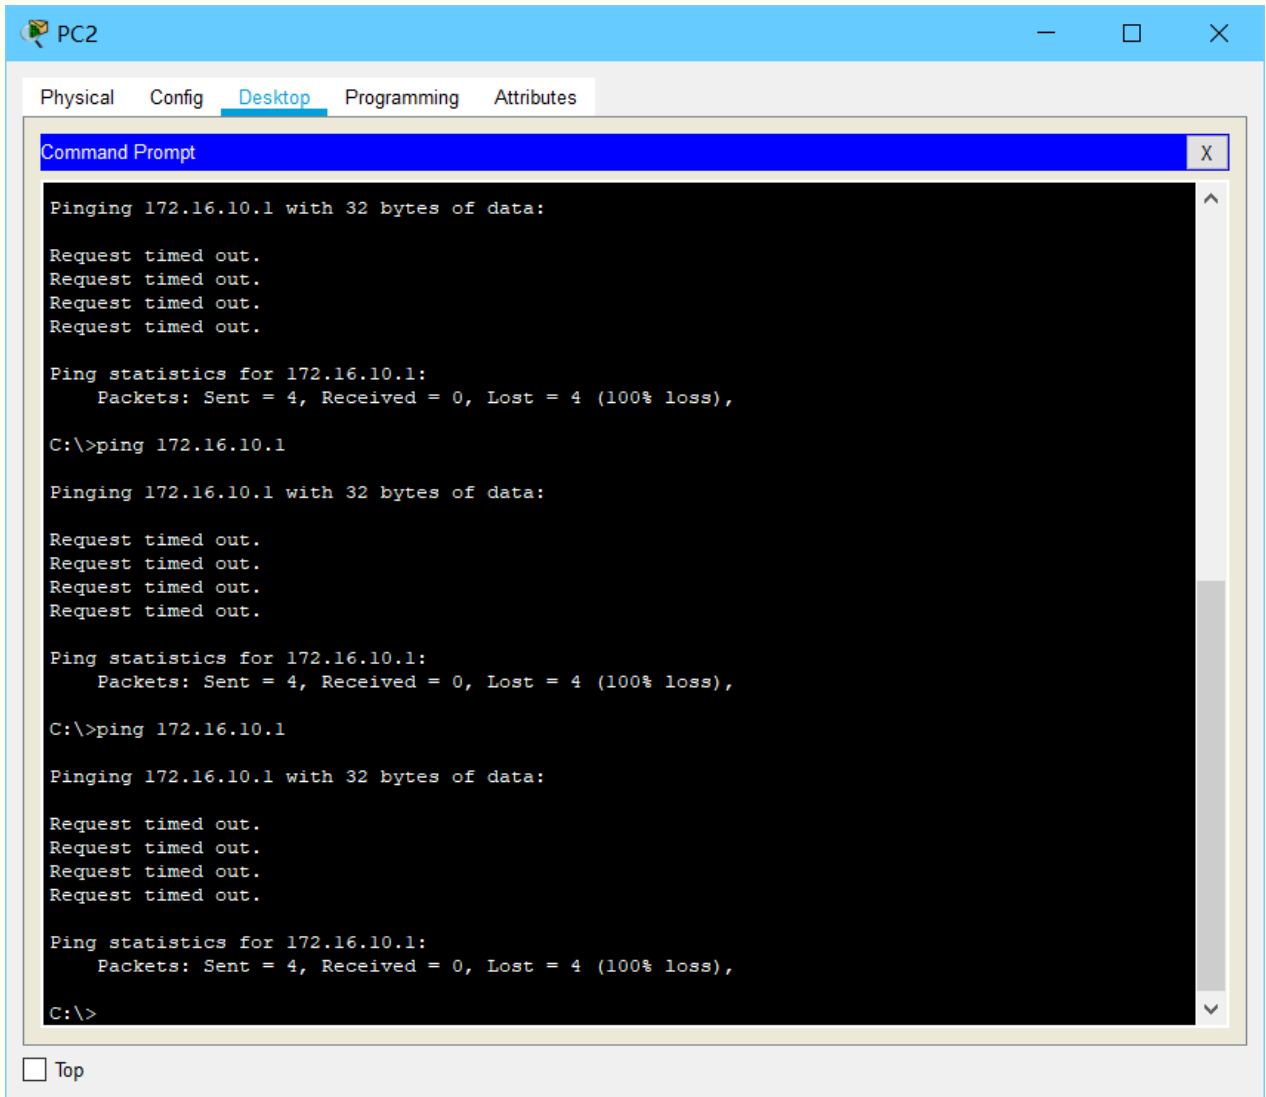 PC2
Physical Config Desktop Programming Attributes
Command Prompt
X
Pinging 172.16.10.1 with 32 bytes of data:
Request timed out.
Request timed out.
Request timed out.
Request timed out.
Ping statistics for 172.16.10.1:
Packets: Sent = 4, Received = 0, Lost = 4 (100% loss),
C:\>ping 172.16.10.1
Pinging 172.16.10.1 with 32 bytes of data:
Request timed out.
Request timed out.
Request timed out.
Request timed out.
Ping statistics for 172.16.10.1:
Packets: Sent = 4, Received = 0, Lost = 4 (100% loss),
C:\>ping 172.16.10.1
Pinging 172.16.10.1 with 32 bytes of data:
Request timed out.
Request timed out.
Request timed out.
Request timed out.
Ping statistics for 172.16.10.1:
Packets: Sent = 4, Received = 0, Lost = 4 (100% loss),
C:\>
Top